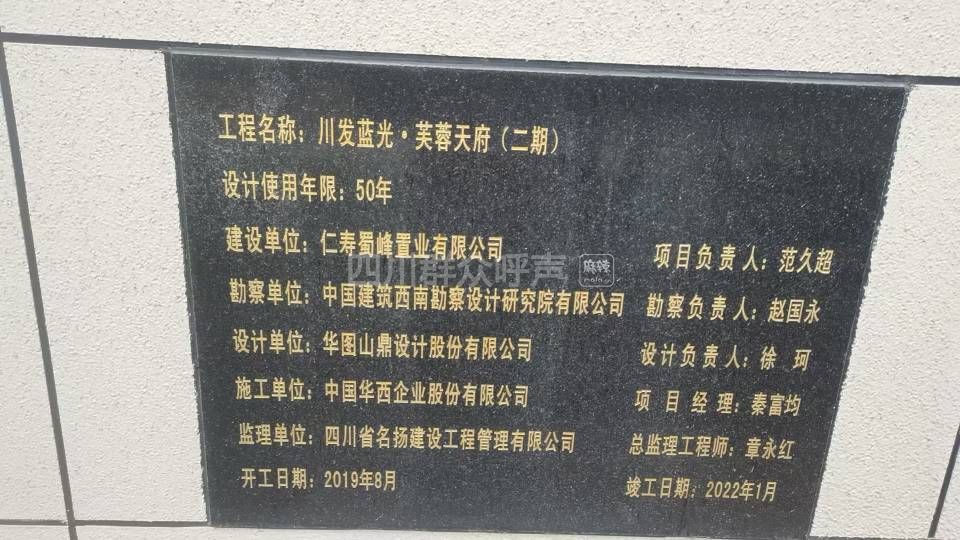 工程名称：川发蓝光·芙蓉天府（二期）
设计使用年限：50年
建设单位：仁寿蜀峰置业有限公司 项目负责人：范久超
四川群众呼声 麻辣
勘察单位：中国建筑西南勘察设计研究院有限公司 勘察负责人：赵国永
设计单位：华图山鼎设计股份有限公司 设计负责人：徐 珂
施工单位：中国华西企业股份有限公司 项目经理：秦富均
监理单位：四川省名扬建设工程管理有限公司 总监理工程师：章永红
开工日期：2019年8月 竣工日期：2022年1月